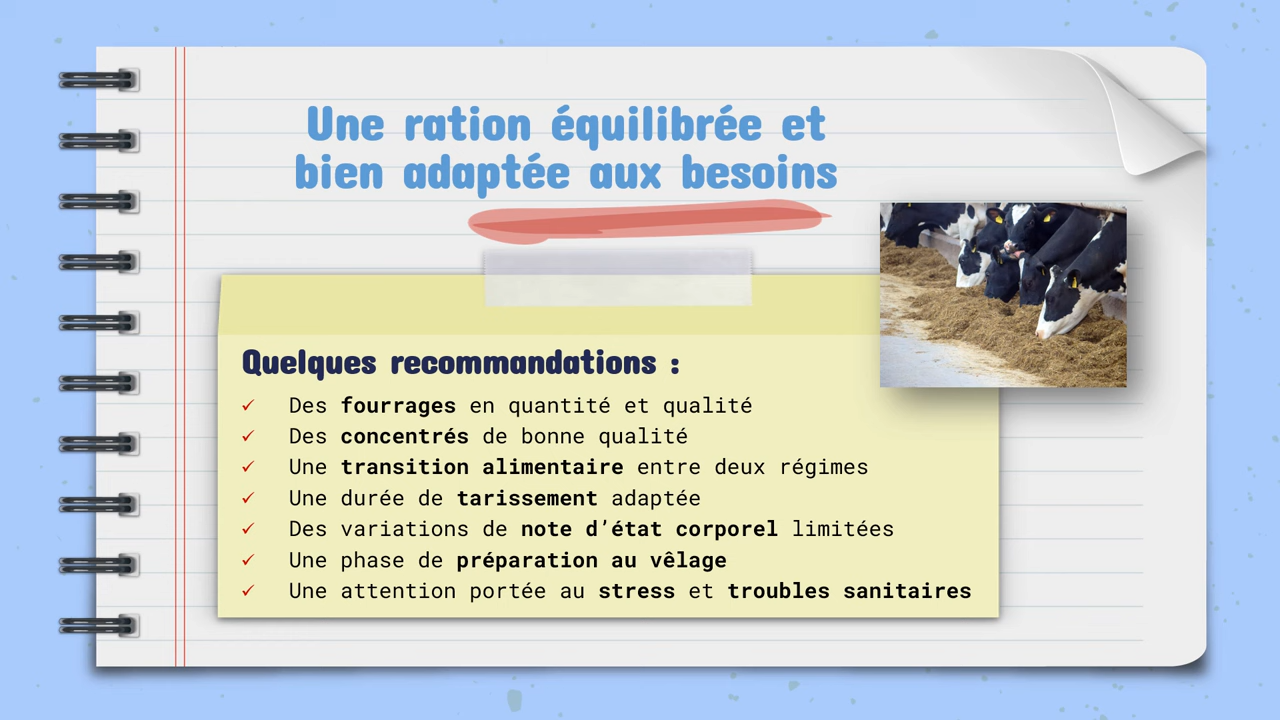 Une ration équilibrée et
bien adaptée aux besoins
Quelques recommandations :
✓ Des fourrages en quantité et qualité
✓ Des concentrés de bonne qualité
✓ Une transition alimentaire entre deux régimes
✓ Une durée de tarissement adaptée
✓ Des variations de note d’état corporel limitées
✓ Une phase de préparation au vêlage
✓ Une attention portée au stress et troubles sanitaires